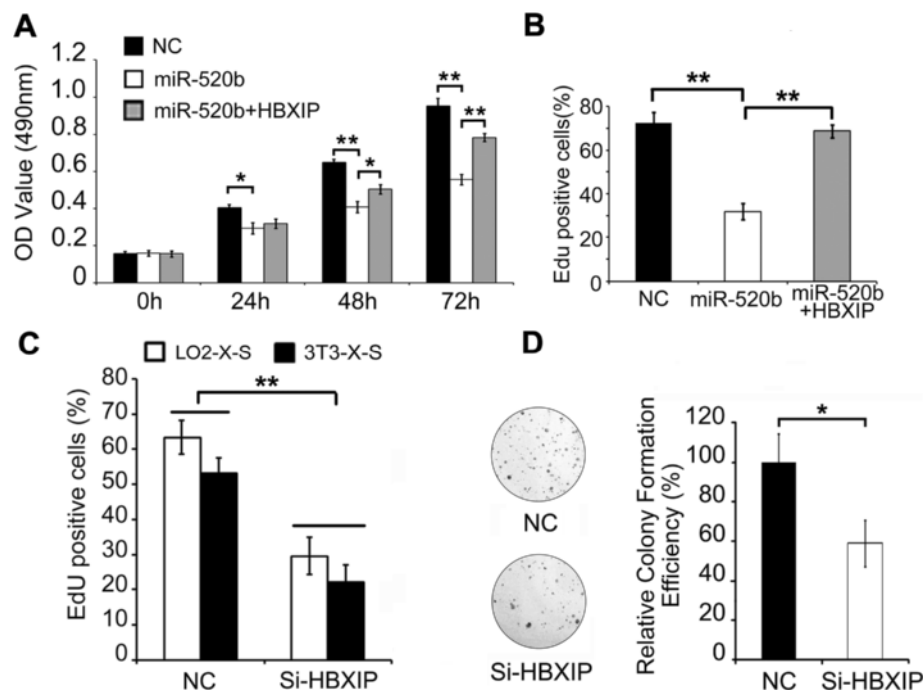 A
NC
miR-520b
miR-520b+HBXIP
OD Value (490nm)
1.2
1.0
0.8
0.6
0.4
0.2
0
*
**
*
**
**
0h
24h
48h
72h
B
Edu positive cells(%)
80
60
40
20
0
**
**
NC
miR-520b
miR-520b
+HBXIP
C
LO2-X-S
3T3-X-S
EdU positive cells (%)
80
70
60
50
40
30
20
10
0
**
NC
Si-HBXIP
D
NC
Si-HBXIP
Relative Colony Formation
Efficiency (%)
120
100
80
60
40
20
0
*
NC
Si-HBXIP